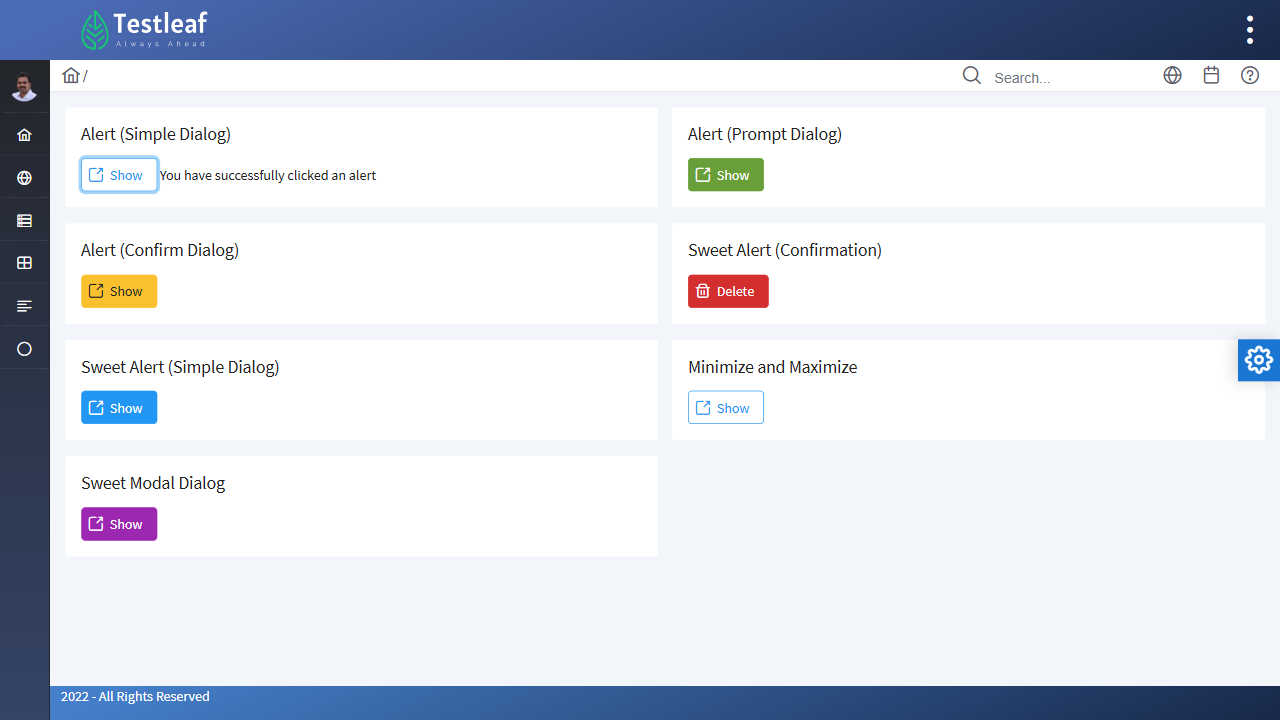 Testleaf
Always Ahead
/
Search...
Alert (Simple Dialog)
Show You have successfully clicked an alert
Alert (Prompt Dialog)
Show
Alert (Confirm Dialog)
Show
Sweet Alert (Confirmation)
Delete
Sweet Alert (Simple Dialog)
Show
Minimize and Maximize
Show
Sweet Modal Dialog
Show
2022 - All Rights Reserved